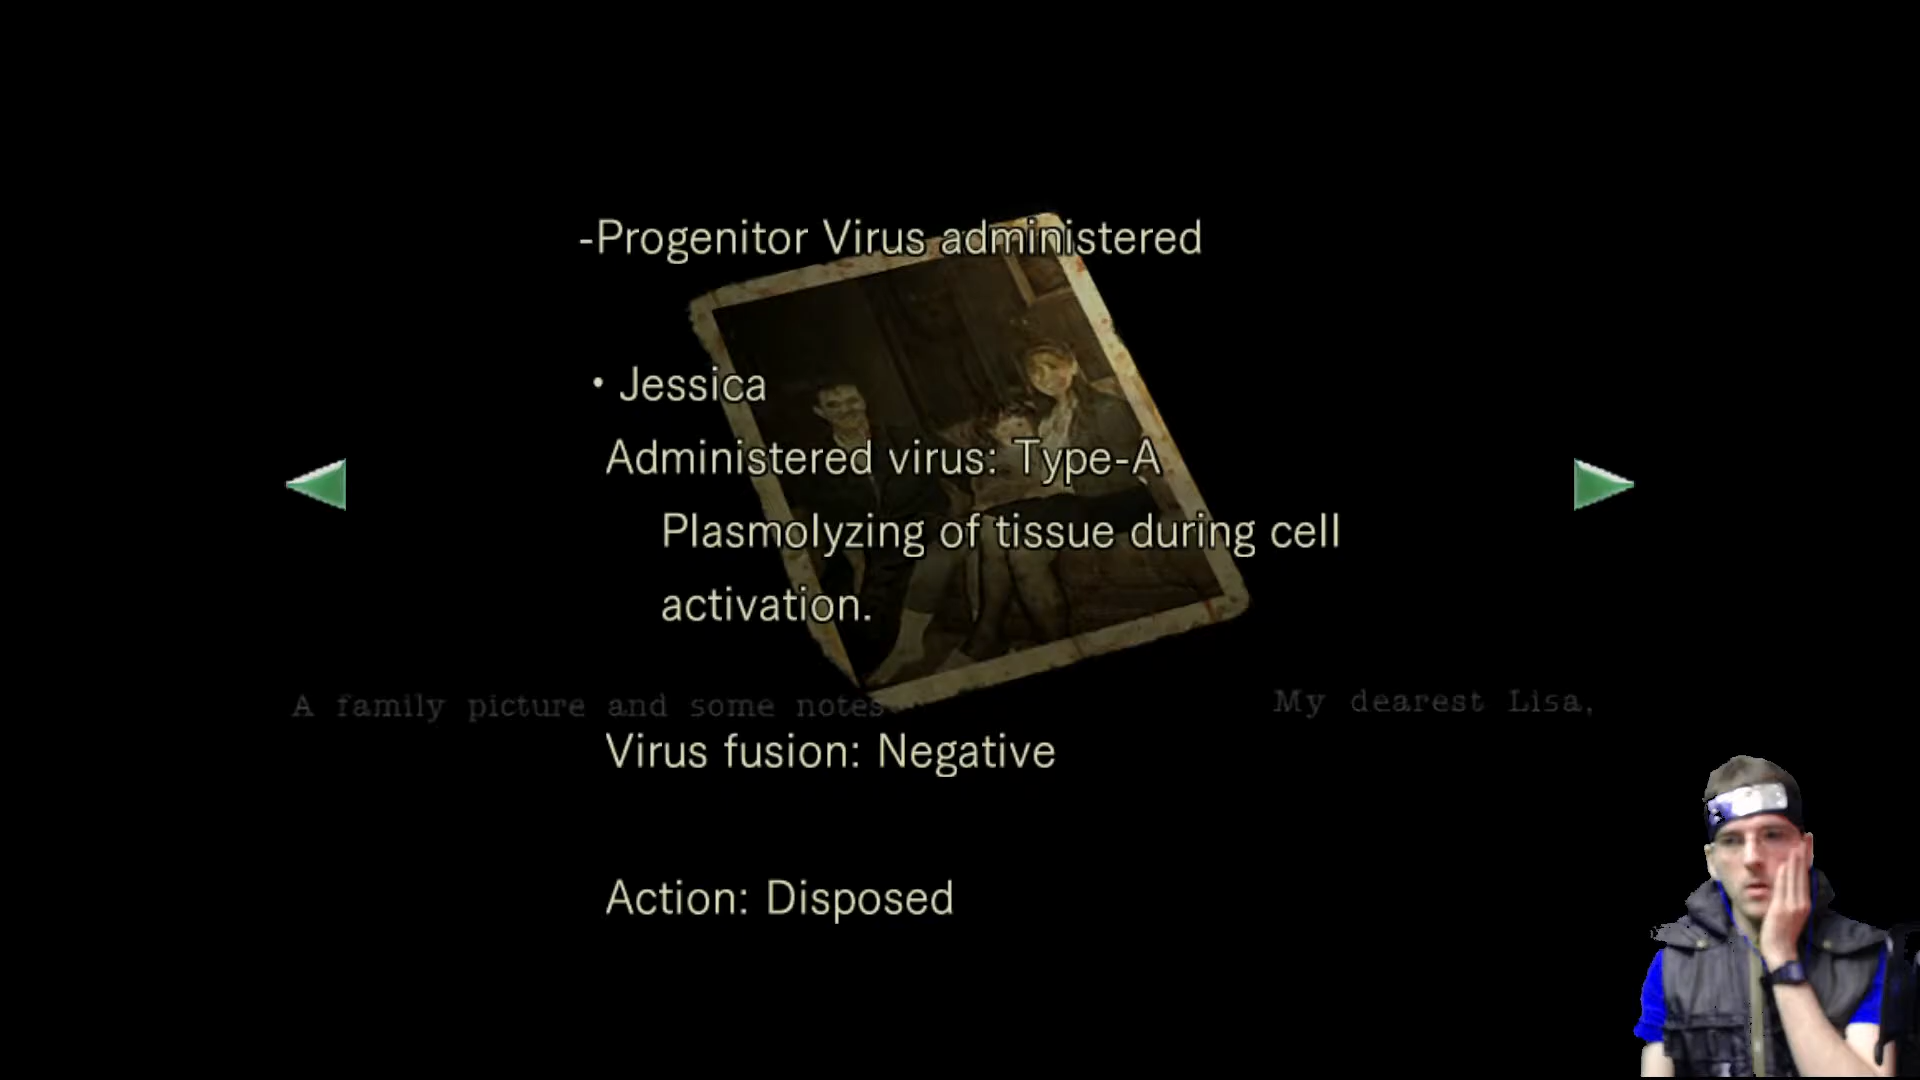 -Progenitor Virus administered
• Jessica
Administered virus: Type-A
Plasmolyzing of tissue during cell
activation.
A family picture and some notes
My dearest Lisa,
Virus fusion: Negative
Action: Disposed